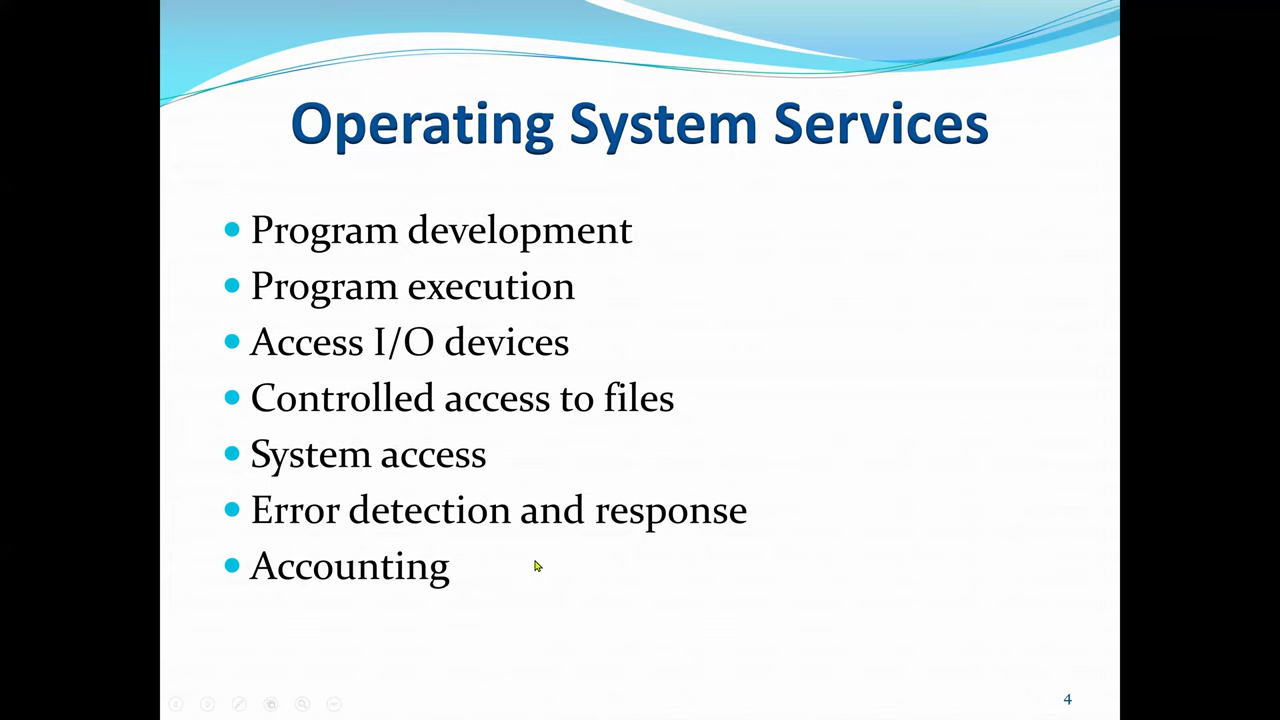 Operating System Services
• Program development
• Program execution
• Access I/O devices
• Controlled access to files
• System access
• Error detection and response
• Accounting
4